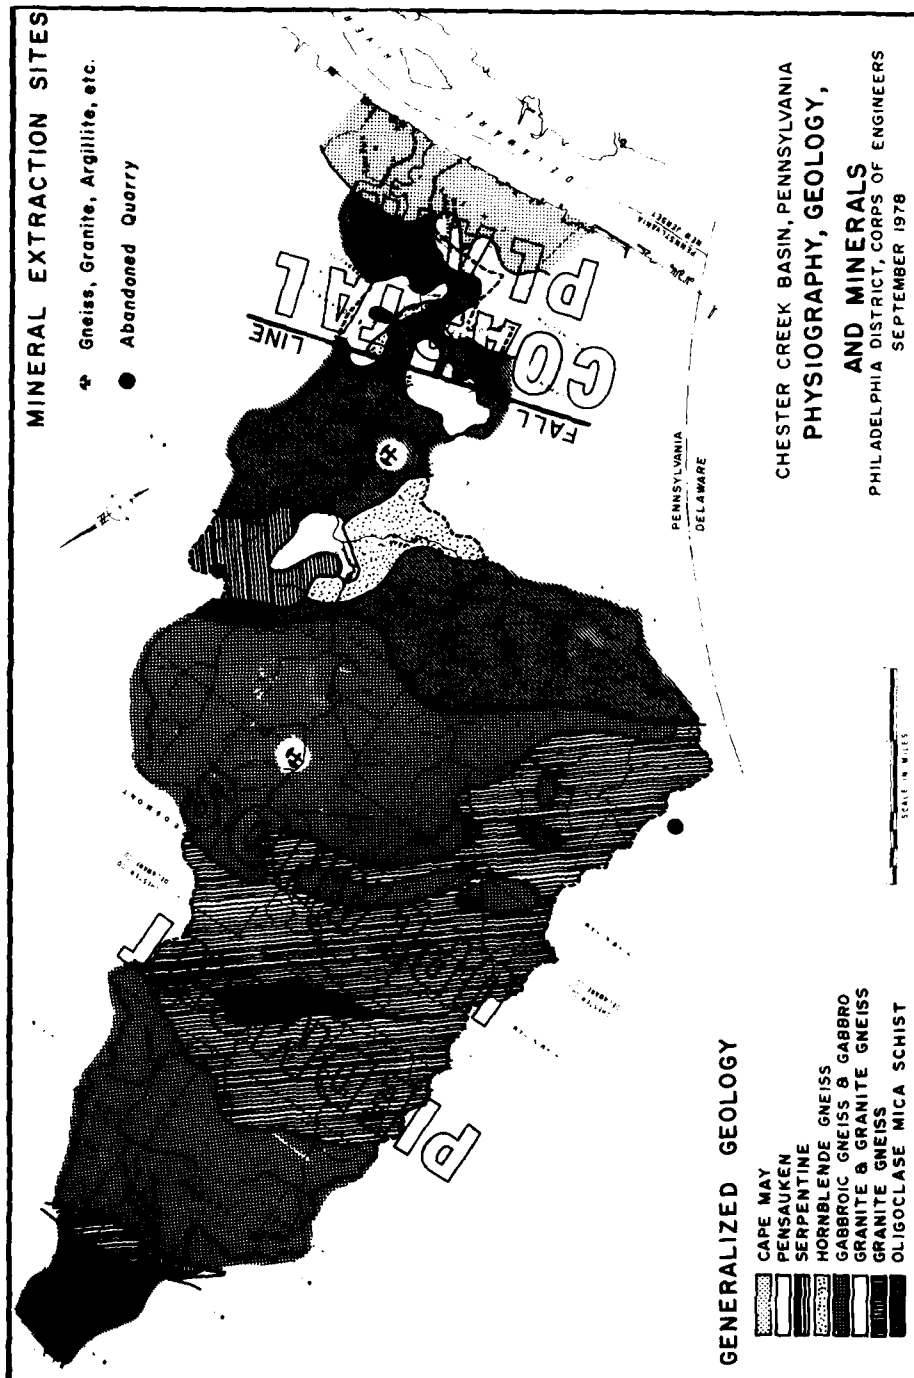 MINERAL EXTRACTION SITES
Gneiss, Granite, Argillite, etc.
Abandoned Quarry
COASTAL
PLAIN
FALL LINE
PENNSYLVANIA
NEW JERSEY
PENNSYLVANIA
DELAWARE
CHESTER CREEK BASIN, PENNSYLVANIA
PHYSIOGRAPHY, GEOLOGY,
AND MINERALS
PHILADELPHIA DISTRICT, CORPS OF ENGINEERS
SEPTEMBER 1978
SCALE IN MILES
GENERALIZED GEOLOGY
CAPE MAY
PENSAUKEN
SERPENTINE
HORNBLENDE GNEISS
GABBROIC GNEISS & GABBRO
GRANITE & GRANITE GNEISS
GRANITE GNEISS
OLIGOCLASE MICA SCHIST